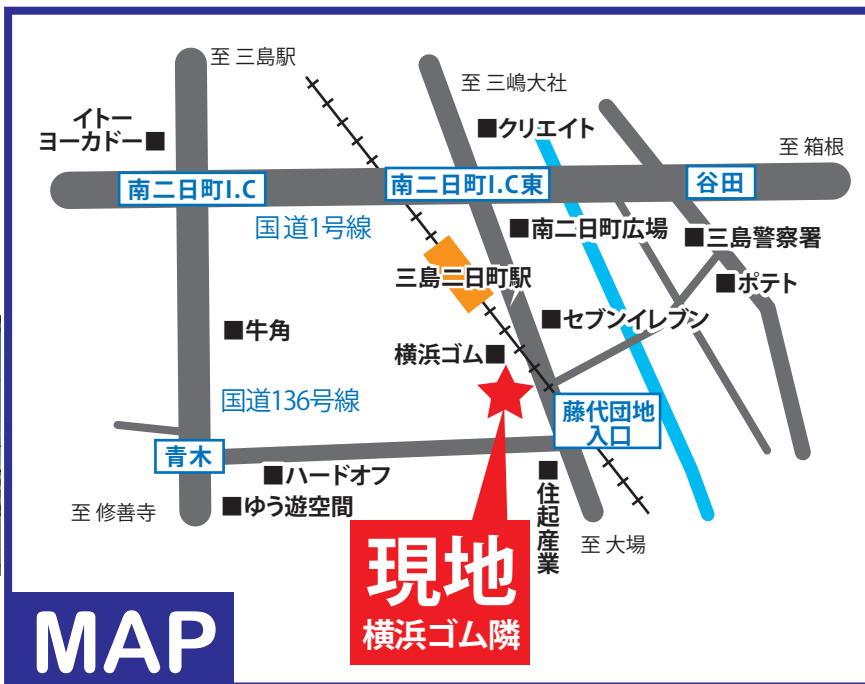 至 三島駅
至 三嶋大社
イトー
ヨーカドー■
■クリエイト
至 箱根
南二日町I.C
南二日町I.C東
谷田
国道1号線
■南二日町広場
■三島警察署
三島二日町駅
■ポテト
■セブンイレブン
■牛角
横浜ゴム■
国道136号線
藤代団地
入口
青木
■ハードオフ
■住起産業
至 修善寺
■ゆう遊空間
至 大場
現地
横浜ゴム隣
MAP